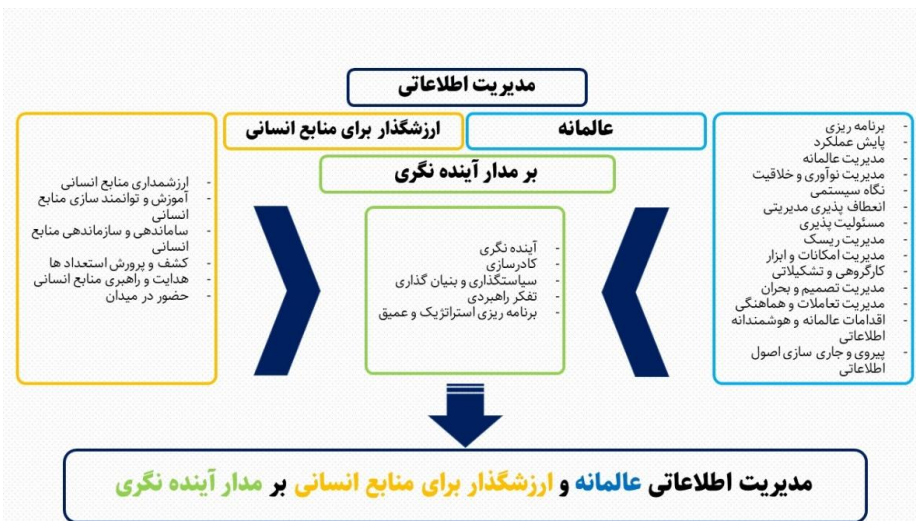 مدیریت اطلاعاتی
عالمانه
ارزشگذار برای منابع انسانی
بر مدار آینده نگری
- برنامه ریزی
- پایش عملکرد
- مدیریت عالمانه
- مدیریت نوآوری و خلاقیت
- نگاه سیستمی
- انعطاف پذیری مدیریتی
- مسئولیت پذیری
- مدیریت ریسک
- مدیریت امکانات و ابزار
- کارگروهی و تشکیلاتی
- مدیریت تصمیم و بحران
- مدیریت تعاملات و هماهنگی
- اقدامات عالمانه و هوشمندانه
اطلاعاتی
- پیروی و جاری سازی اصول
اطلاعاتی
- آینده نگری
- کادرسازی
- سیاستگذاری و بنیان گذاری
- تفکر راهبردی
- برنامه ریزی استراتژیک و عمیق
- ارزشمداری منابع انسانی
- آموزش و توانمند سازی منابع
انسانی
- ساماندهی و سازماندهی منابع
انسانی
- کشف و پرورش استعداد ها
- هدایت و راهبری منابع انسانی
- حضور در میدان
مدیریت اطلاعاتی عالمانه و ارزشگذار برای منابع انسانی بر مدار آینده نگری